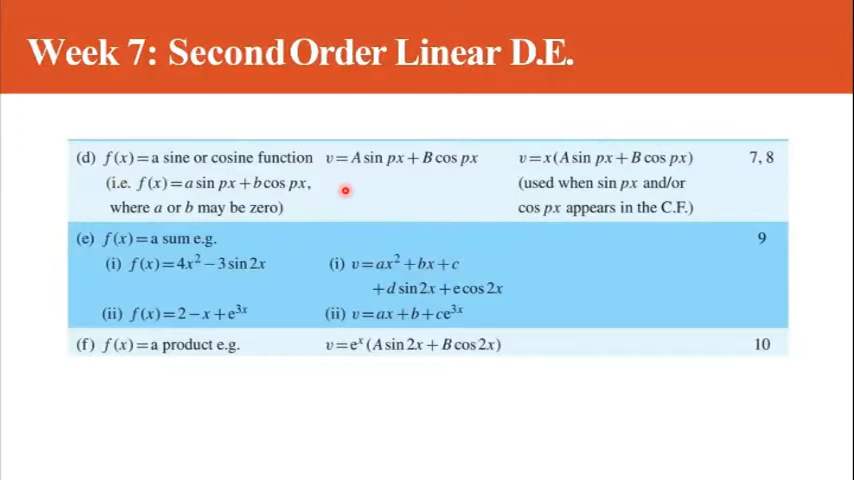 Week 7: Second Order Linear D.E.
(d) f(x)=a sine or cosine function v=A sin px+B cos px v=x(A sin px+B cos px) 7, 8
(i.e. f(x)=a sin px+b cos px, (used when sin px and/or
where a or b may be zero) cos px appears in the C.F.)
(e) f(x)=a sum e.g. 9
(i) f(x)=4x²−3 sin 2x (i) v=ax²+bx+c
+d sin 2x+e cos 2x
(ii) f(x)=2−x+e³ˣ (ii) v=ax+b+ce³ˣ
(f) f(x)=a product e.g. v=eˣ(A sin 2x+B cos 2x) 10